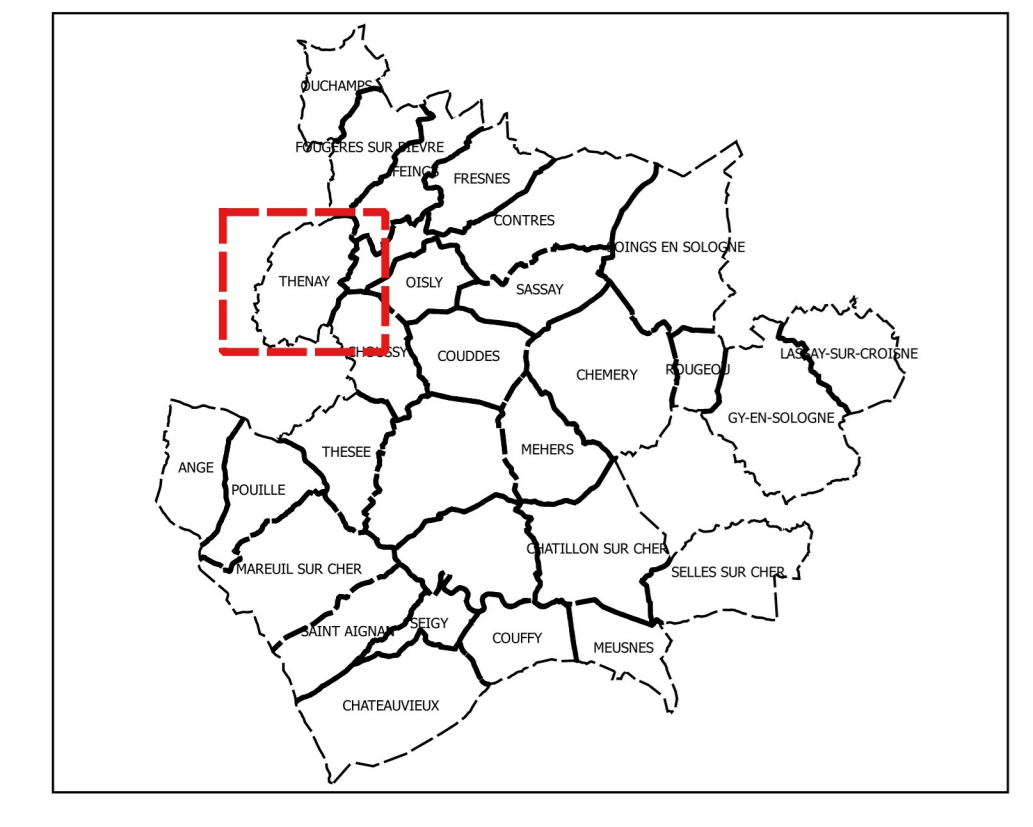 OUCHAMPS
FOUGERES SUR BIEVRE
FEINGS
FRESNES
CONTRES
SOINGS EN SOLOGNE
THENAY
OISLY
SASSAY
CHOUSSY
COUDDES
CHEMERY
ROUGEOU
LASSAY-SUR-CROISNE
GY-EN-SOLOGNE
THESEE
MEHERS
ANGE
POUILLE
CHATILLON SUR CHER
MAREUIL SUR CHER
SELLES SUR CHER
SAINT AIGNAN
SEIGY
COUFFY
MEUSNES
CHATEAUVIEUX